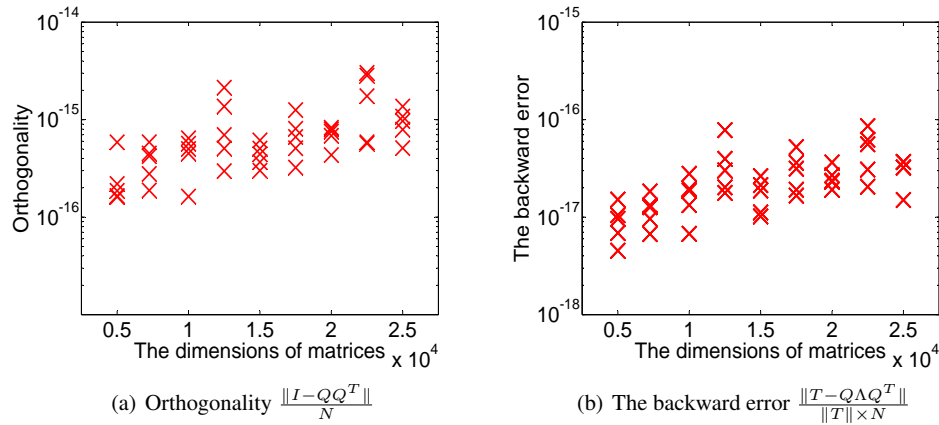 10^-14
10^-15
10^-16
Orthogonality
0.5 1 1.5 2 2.5
The dimensions of matrices x 10^4
(a) Orthogonality ‖I−QQ^T‖/N
10^-15
10^-16
10^-17
10^-18
The backward error
0.5 1 1.5 2 2.5
The dimensions of matrices x 10^4
(b) The backward error ‖T−QΛQ^T‖/‖T‖×N